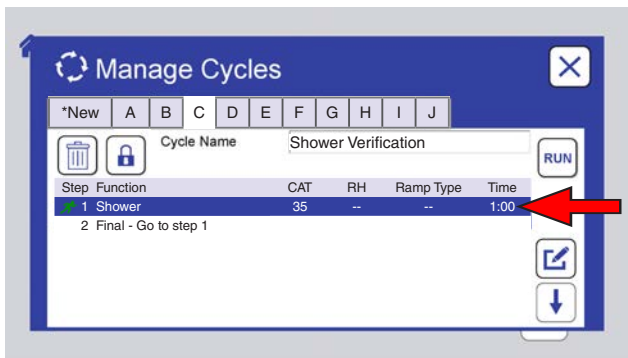 Manage Cycles
*New A B C D E F G H I J
Cycle Name Shower Verification
RUN
Step Function CAT RH Ramp Type Time
1 Shower 35 -- -- 1:00
2 Final - Go to step 1